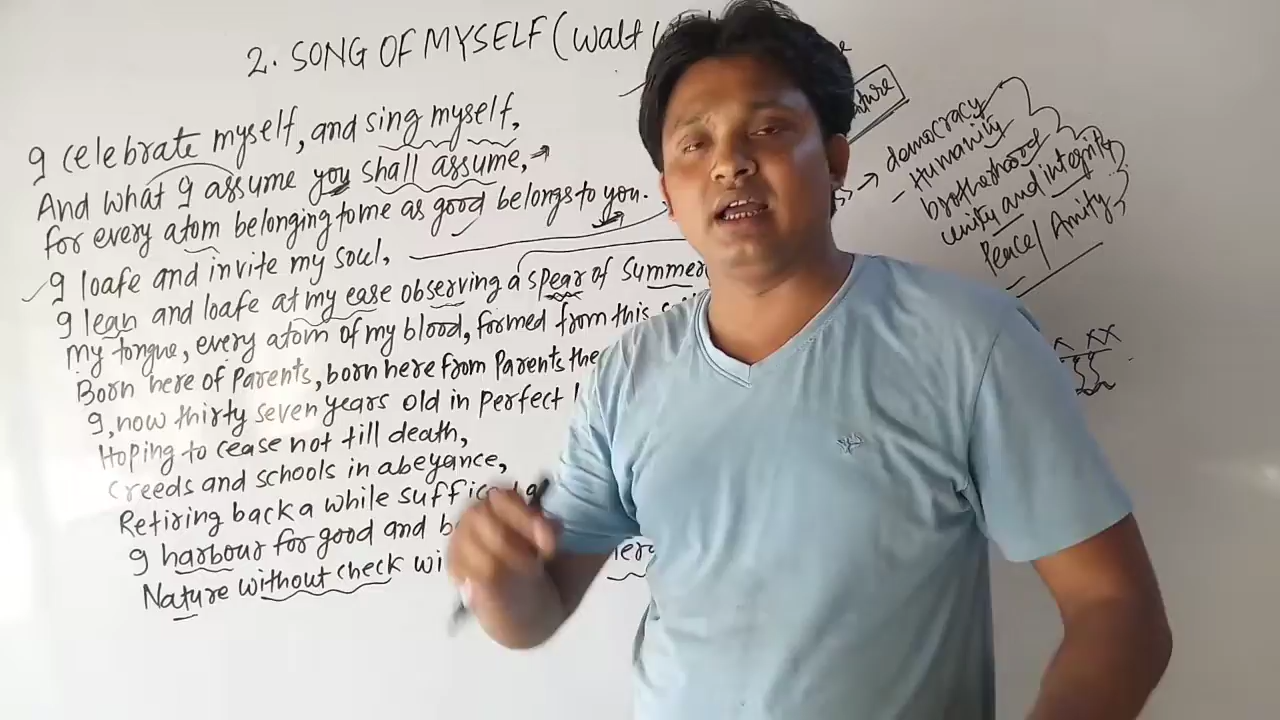 2. SONG OF MYSELF (Walt
I celebrate myself, and sing myself,
And what I assume you shall assume,
for every atom belonging to me as good belongs to you.
I loafe and invite my soul,
I lean and loafe at my ease observing a spear of Summer
My tongue, every atom of my blood, formed from this
Born here of Parents, born here from Parents the
I, now thirty seven years old in perfect
Hoping to cease not till death,
Creeds and schools in abeyance,
Retiring back a while
I harbour for good and
Nature without check
democracy
- Humanity
brotherhood
unity and integrity
Peace/ Amity
xx